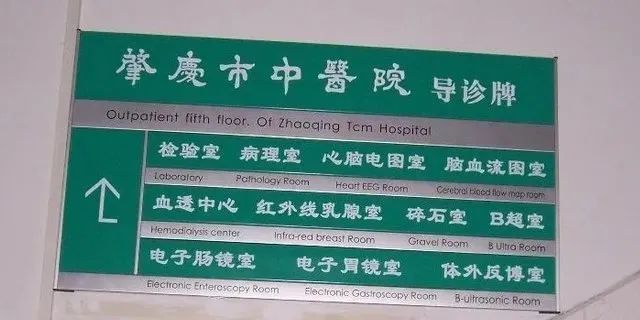 肇慶市中醫院 导诊牌
Outpatient fifth floor. Of Zhaoqing Tcm Hospital
检验室 病理室 心脑电图室 脑血流图室
Laboratory Pathology Room Heart EEG Room Cerebral blood flow map room
血透中心 红外线乳腺室 碎石室 B超室
Hemodialysis center Infra-red breast Room Gravel Room B Ultra Room
电子肠镜室 电子胃镜室 体外反博室
Electronic Enteroscopy Room Electronic Gastroscopy Room B-ultrasonic Room